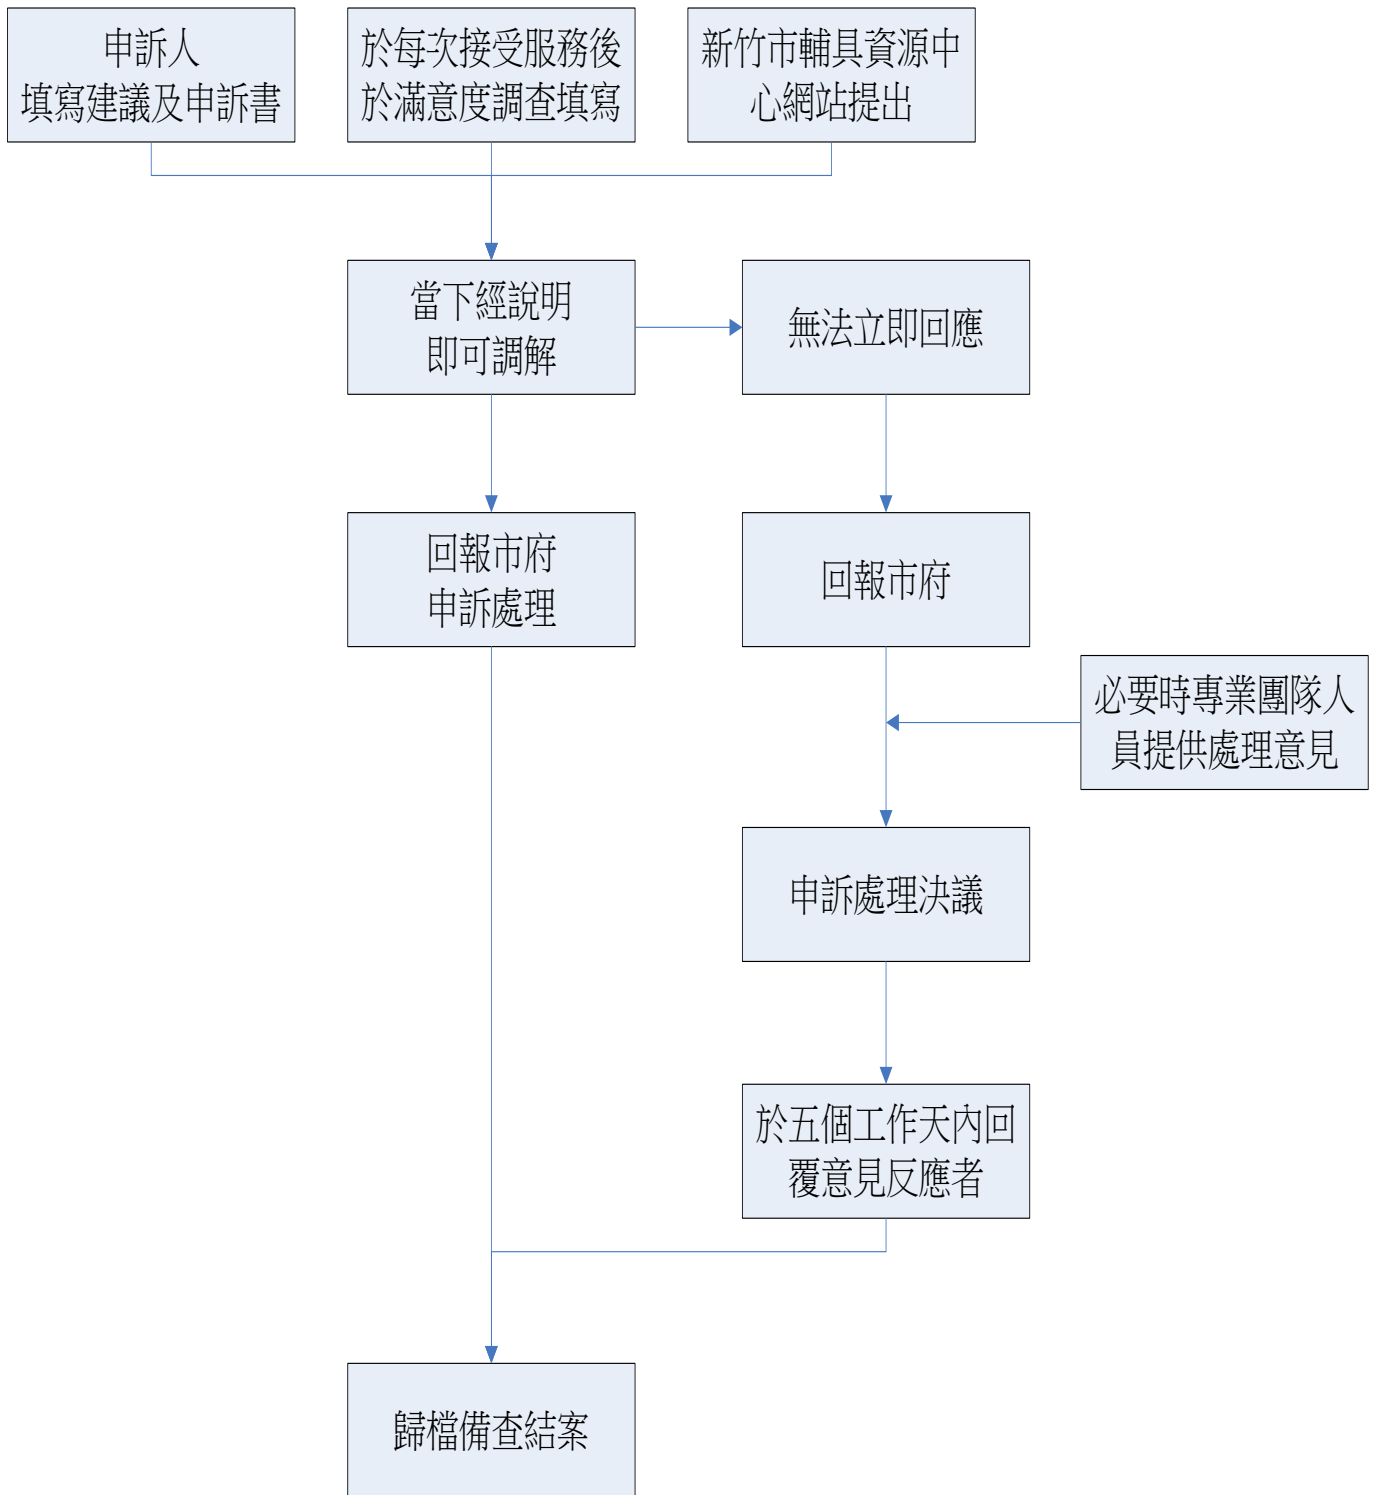 申訴人
填寫建議及申訴書
於每次接受服務後
於滿意度調查填寫
新竹市輔具資源中
心網站提出
當下經說明
即可調解
無法立即回應
回報市府
申訴處理
回報市府
必要時專業團隊人
員提供處理意見
申訴處理決議
於五個工作天內回
覆意見反應者
歸檔備查結案